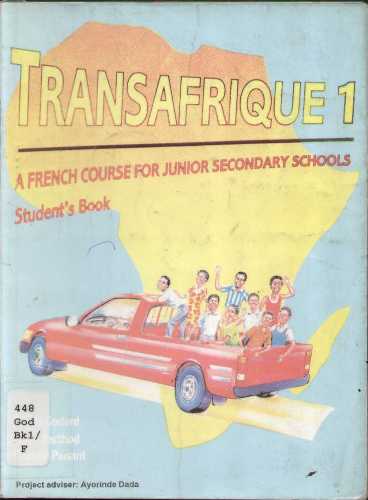 TRANSAFRIQUE 1
A FRENCH COURSE FOR JUNIOR SECONDARY SCHOOLS
Student's Book
448
God
Bk1/
F
Project adviser: Ayorinde Dada